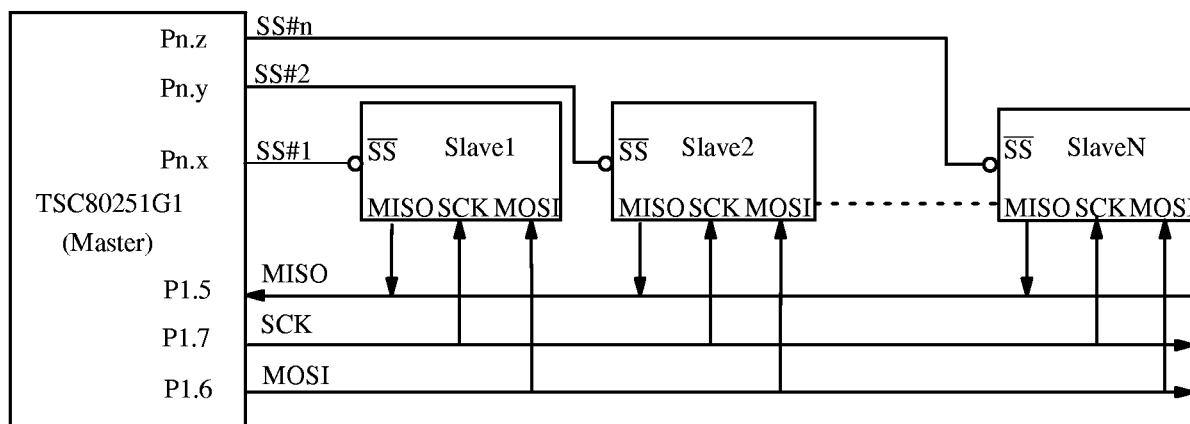 Pn.z SS#n
Pn.y SS#2
Pn.x SS#1
TSC80251G1
(Master)
SS Slave1
MISO SCK MOSI
SS Slave2
MISO SCK MOSI
SS SlaveN
MISO SCK MOSI
P1.5 MISO
P1.7 SCK
P1.6 MOSI